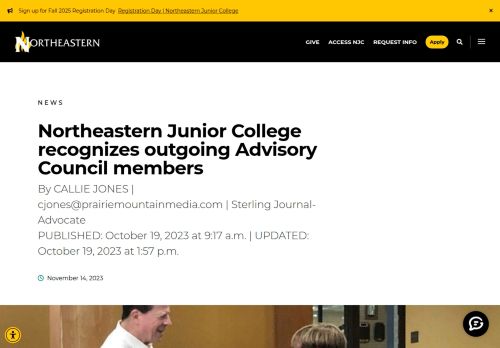 Sign up for Fall 2025 Registration Day Registration Day | Northeastern Junior College ×
NORTHEASTERN GIVE ACCESS NJC REQUEST INFO Apply
NEWS
Northeastern Junior College
recognizes outgoing Advisory
Council members
By CALLIE JONES |
cjones@prairiemountainmedia.com | Sterling Journal-
Advocate
PUBLISHED: October 19, 2023 at 9:17 a.m. | UPDATED:
October 19, 2023 at 1:57 p.m.
November 14, 2023